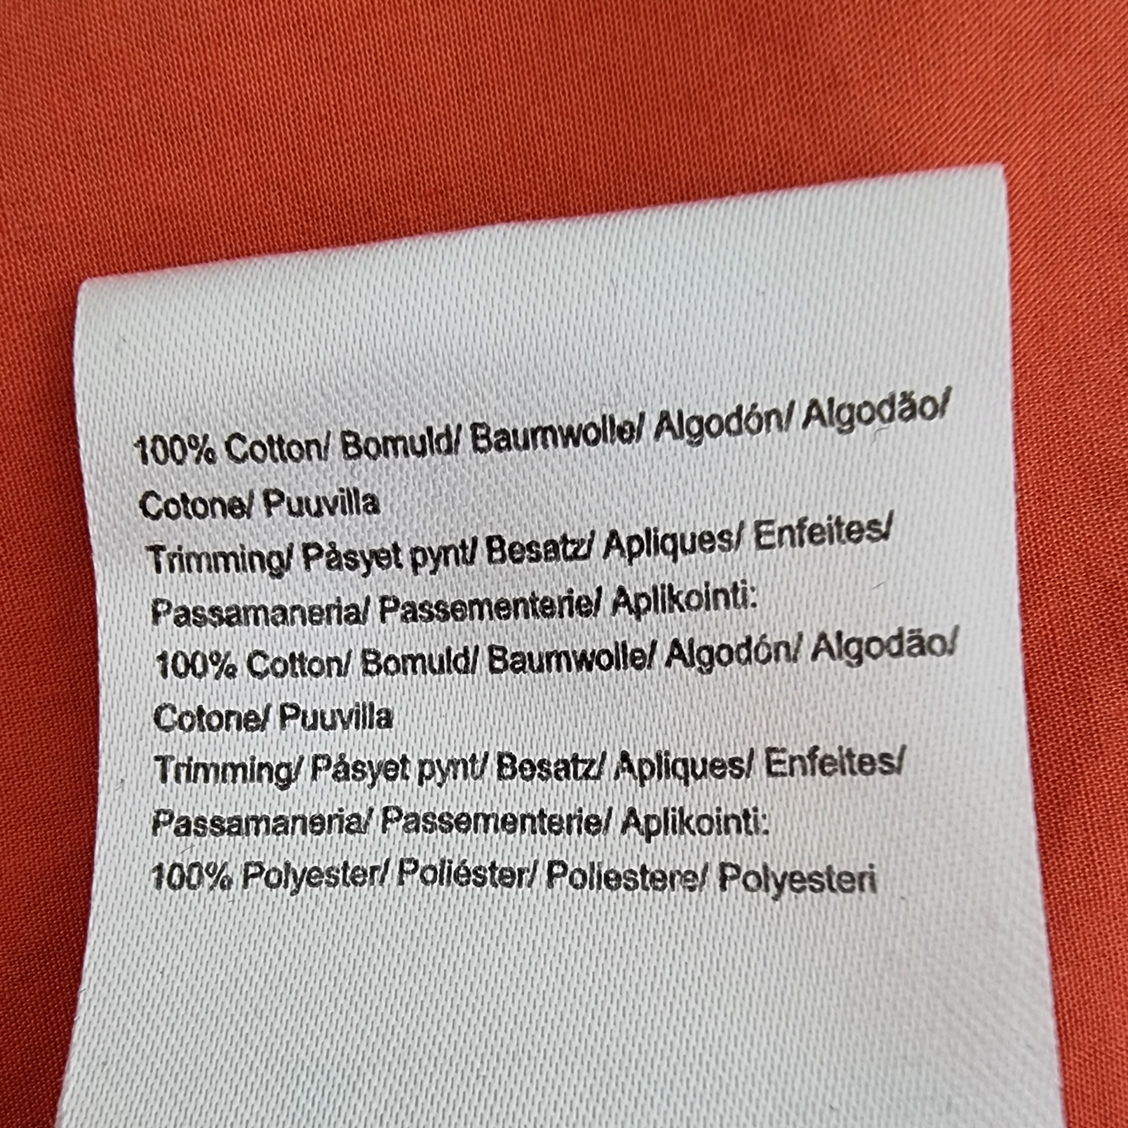 100% Cotton/ Bomuld/ Baumwolle/ Algodón/ Algodão/
Cotone/ Puuvilla
Trimming/ Påsyet pynt/ Besatz/ Apliques/ Enfeites/
Passamaneria/ Passementerie/ Aplikointi:
100% Cotton/ Bomuld/ Baumwolle/ Algodón/ Algodão/
Cotone/ Puuvilla
Trimming/ Påsyet pynt/ Besatz/ Apliques/ Enfeites/
Passamaneria/ Passementerie/ Aplikointi:
100% Polyester/ Poliéster/ Poliestere/ Polyesteri